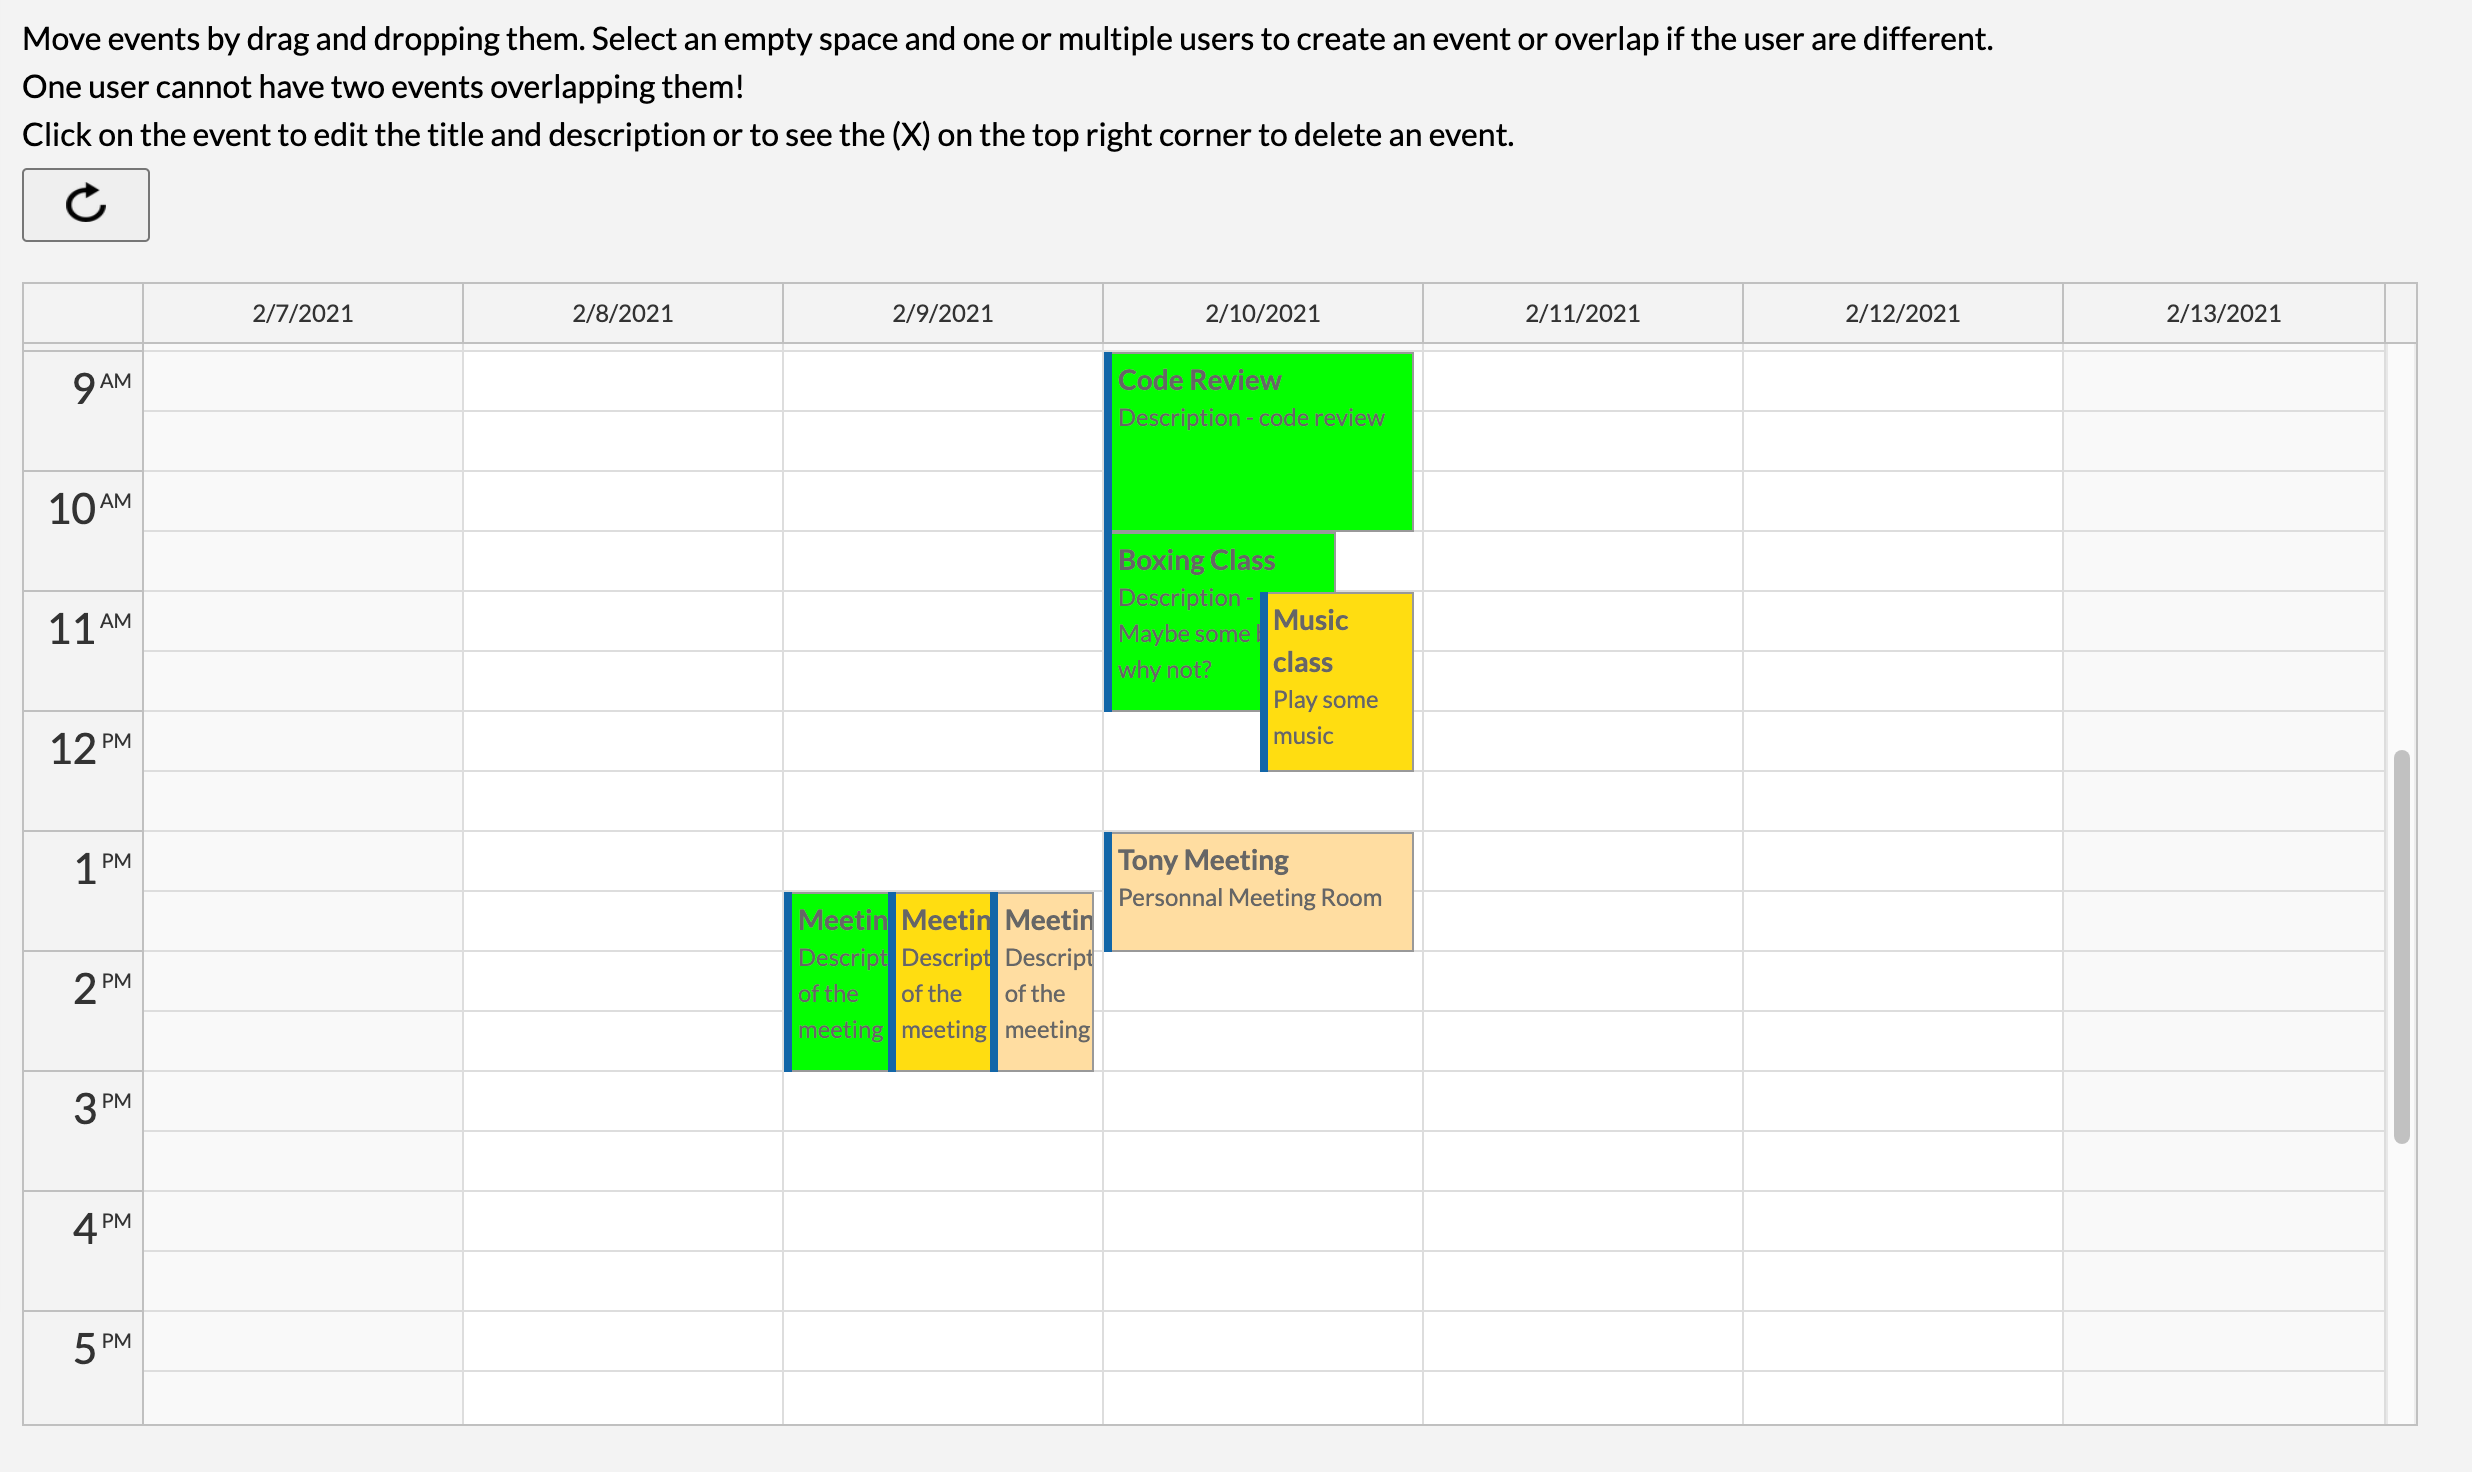 Move events by drag and dropping them. Select an empty space and one or multiple users to create an event or overlap if the user are different.
One user cannot have two events overlapping them!
Click on the event to edit the title and description or to see the (X) on the top right corner to delete an event.
2/7/2021 2/8/2021 2/9/2021 2/10/2021 2/11/2021 2/12/2021 2/13/2021
9 AM
10 AM
11 AM
12 PM
1 PM
2 PM
3 PM
4 PM
5 PM
Meetin
Descript
of the
meeting
Meetin
Descript
of the
meeting
Meetin
Descript
of the
meeting
Code Review
Description - code review
Boxing Class
Description -
Maybe some
why not?
Music
class
Play some
music
Tony Meeting
Personnal Meeting Room